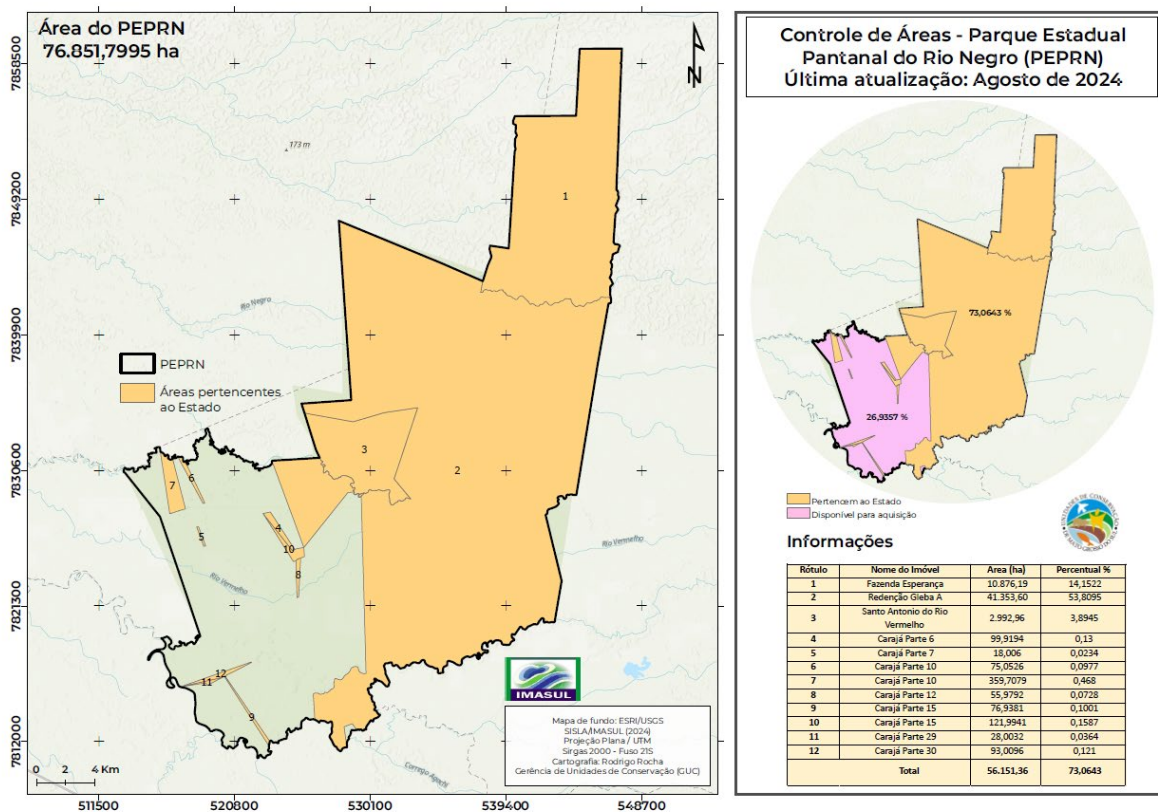 Área do PEPRN
76.851,7995 ha
N
173 m
Rio Negro
PEPRN
Áreas pertencentes
ao Estado
1
2
3
4
5
6
7
8
9
10
11
12
Rio Vermelho
Rio Vermelho
Corrego Agachi
7855500
7849200
7839900
7830600
7821300
7812000
511500
520800
530100
539400
548700
0 2 4 Km
IMASUL
Mapa de fundo: ESRI/USGS
SISLA/IMASUL (2024)
Projeção Plana / UTM
Sirgas 2000 - Fuso 21S
Cartografia: Rodrigo Rocha
Gerência de Unidades de Conservação (GUC)
Controle de Áreas - Parque Estadual
Pantanal do Rio Negro (PEPRN)
Última atualização: Agosto de 2024
73,0643 %
26,9357 %
Pertencem ao Estado
Disponível para aquisição
UNIDADES DE CONSERVAÇÃO
DE MATO GROSSO DO SUL
Informações
Rótulo Nome do Imóvel Area (ha) Percentual %
1 Fazenda Esperança 10.876,19 14,1522
2 Redenção Gleba A 41.353,60 53,8095
3 Santo Antonio do Rio Vermelho 2.992,96 3,8945
4 Carajá Parte 6 99,9194 0,13
5 Carajá Parte 7 18,006 0,0234
6 Carajá Parte 10 75,0526 0,0977
7 Carajá Parte 10 359,7079 0,468
8 Carajá Parte 12 55,9792 0,0728
9 Carajá Parte 15 76,9381 0,1001
10 Carajá Parte 15 121,9941 0,1587
11 Carajá Parte 29 28,0032 0,0364
12 Carajá Parte 30 93,0096 0,121
Total 56.151,36 73,0643